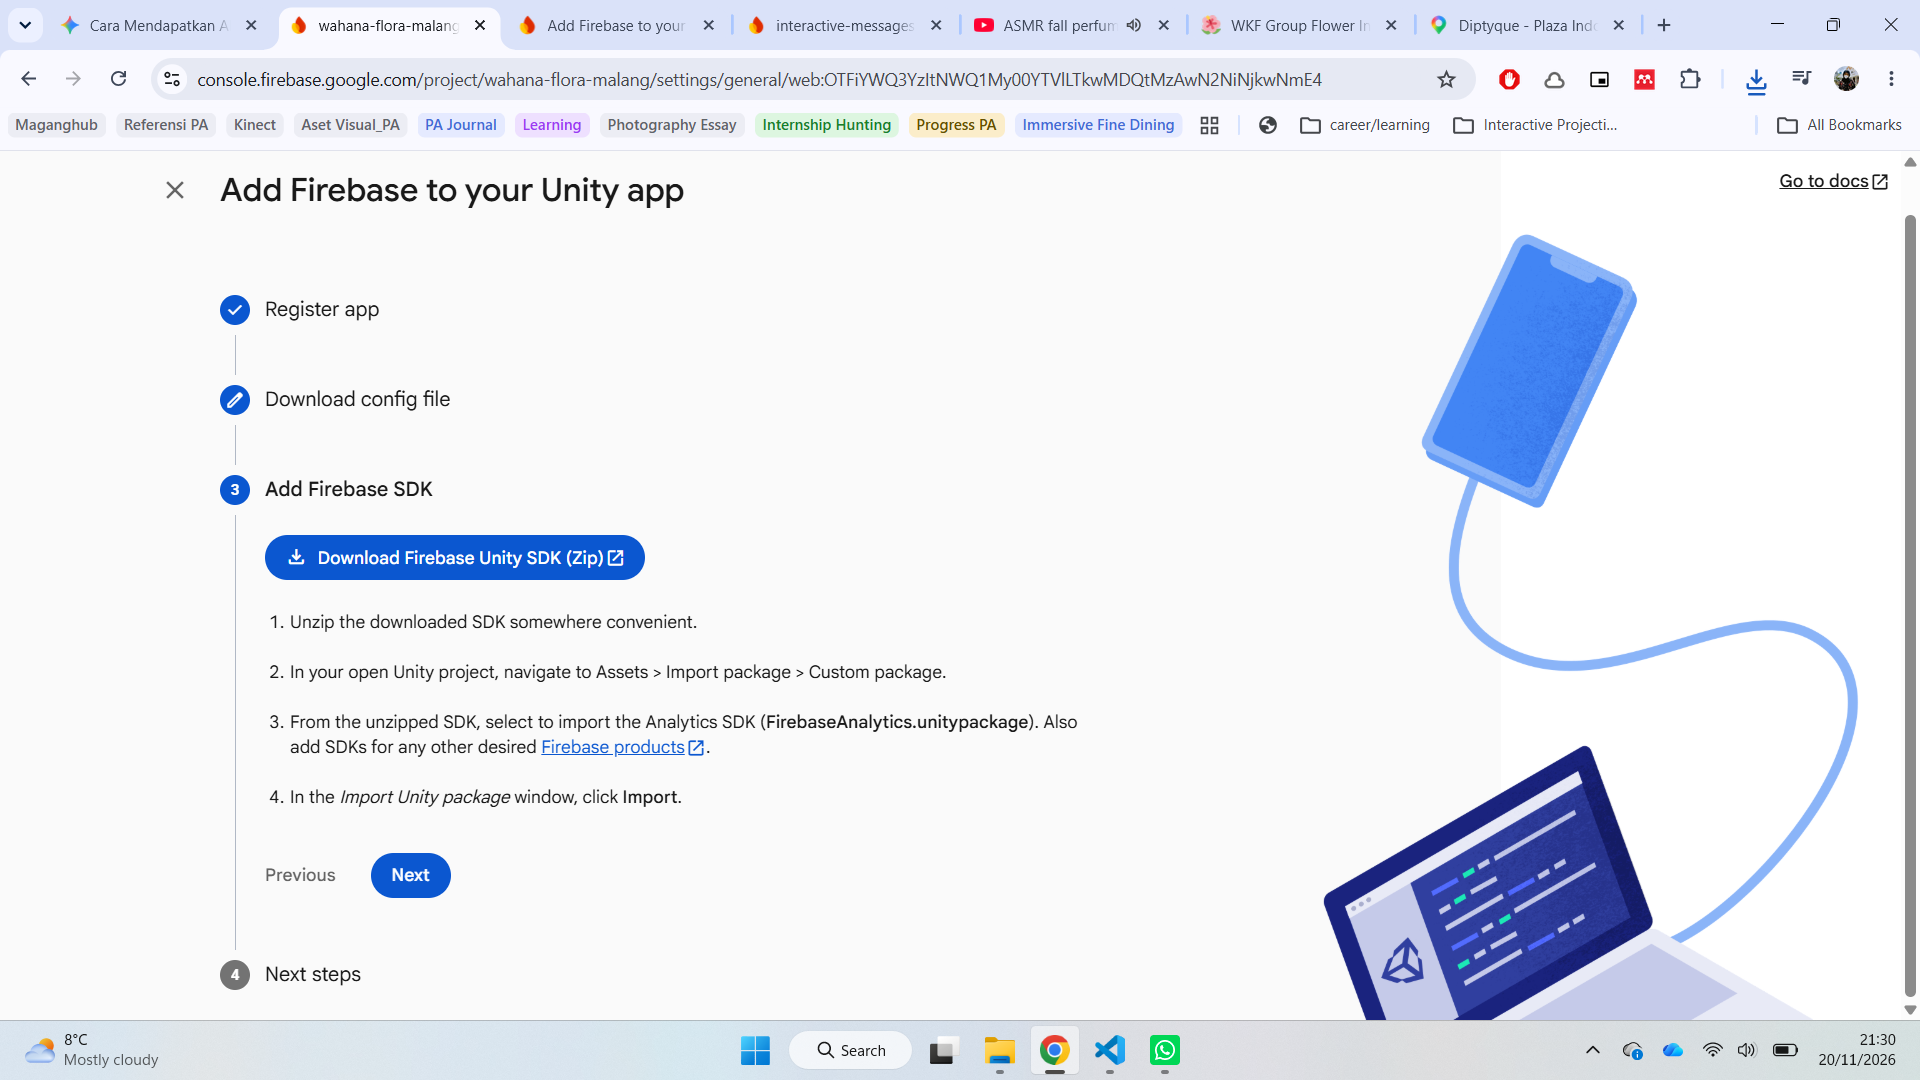 Cara Mendapatkan A
wahana-flora-malang
Add Firebase to your
interactive-messages
ASMR fall perfum
WKF Group Flower In
Diptyque - Plaza Indo
console.firebase.google.com/project/wahana-flora-malang/settings/general/web:OTFiYWQ3YzItNWQ1My00YTVlLTkwMDQtMzAwN2NiNjkwNmE4
Maganghub
Referensi PA
Kinect
Aset Visual_PA
PA Journal
Learning
Photography Essay
Internship Hunting
Progress PA
Immersive Fine Dining
career/learning
Interactive Projecti...
All Bookmarks
Add Firebase to your Unity app
Go to docs
Register app
Download config file
3 Add Firebase SDK
Download Firebase Unity SDK (Zip)
1. Unzip the downloaded SDK somewhere convenient.
2. In your open Unity project, navigate to Assets > Import package > Custom package.
3. From the unzipped SDK, select to import the Analytics SDK (FirebaseAnalytics.unitypackage). Also
add SDKs for any other desired Firebase products.
4. In the Import Unity package window, click Import.
Previous
Next
4 Next steps
8°C
Mostly cloudy
Search
21:30
20/11/2026